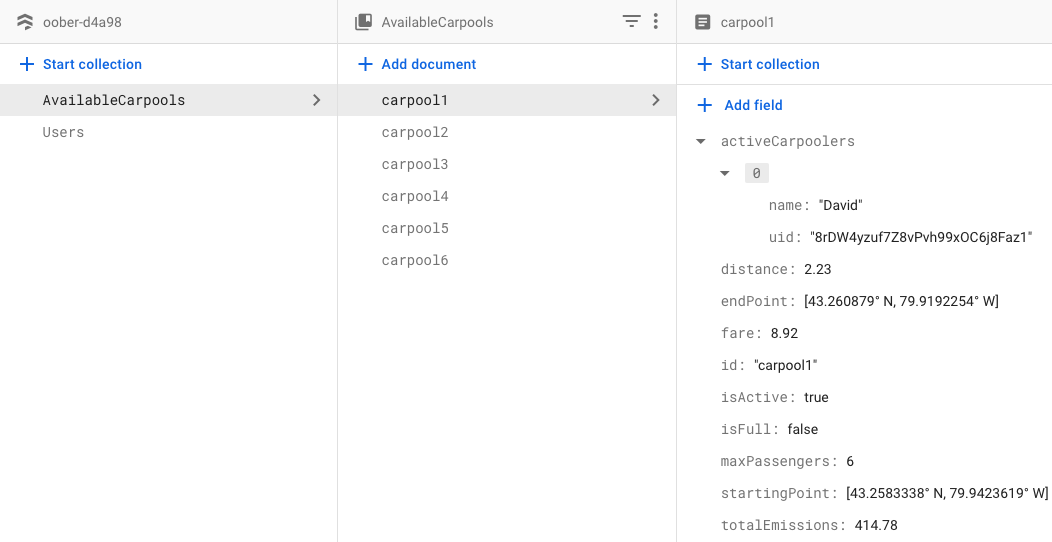 oober-d4a98
AvailableCarpools
carpool1
Start collection
Add document
Start collection
AvailableCarpools
Users
carpool1
carpool2
carpool3
carpool4
carpool5
carpool6
Add field
activeCarpoolers
0
name: "David"
uid: "8rDW4yzuf7Z8vPvh99xOC6j8Faz1"
distance: 2.23
endPoint: [43.260879° N, 79.9192254° W]
fare: 8.92
id: "carpool1"
isActive: true
isFull: false
maxPassengers: 6
startingPoint: [43.2583338° N, 79.9423619° W]
totalEmissions: 414.78